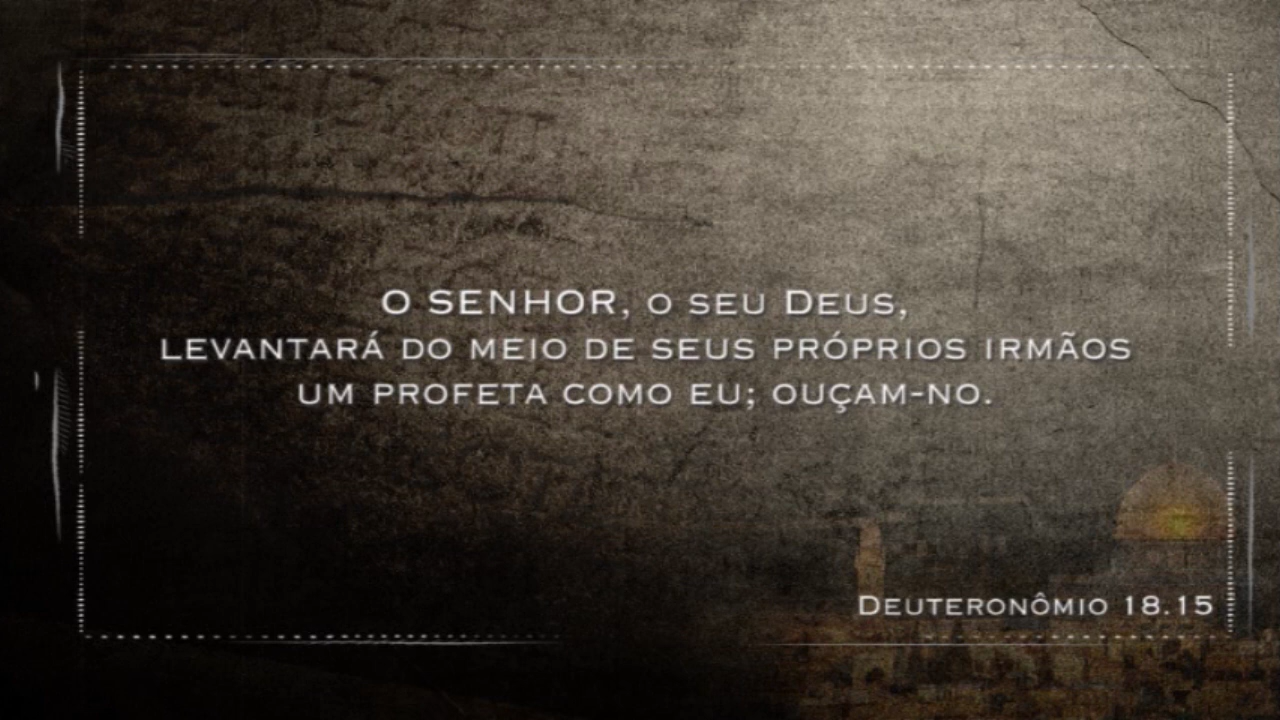 O SENHOR, O SEU DEUS,
LEVANTARÁ DO MEIO DE SEUS PRÓPRIOS IRMÃOS
UM PROFETA COMO EU; OUÇAM-NO.
DEUTERONÔMIO 18.15